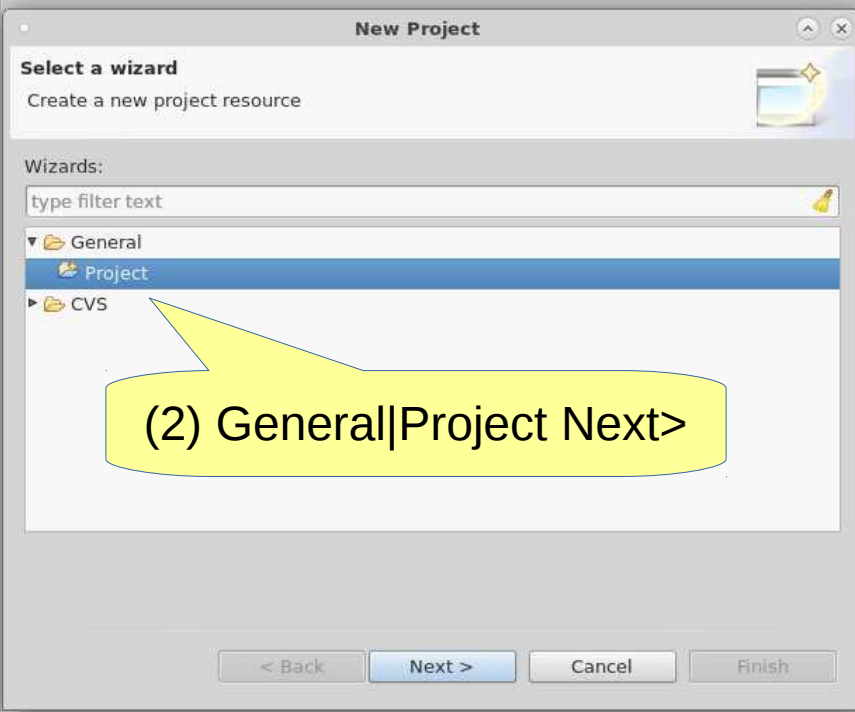 New Project
Select a wizard
Create a new project resource
Wizards:
type filter text
General
Project
CVS
(2) General|Project Next>
< Back Next > Cancel Finish